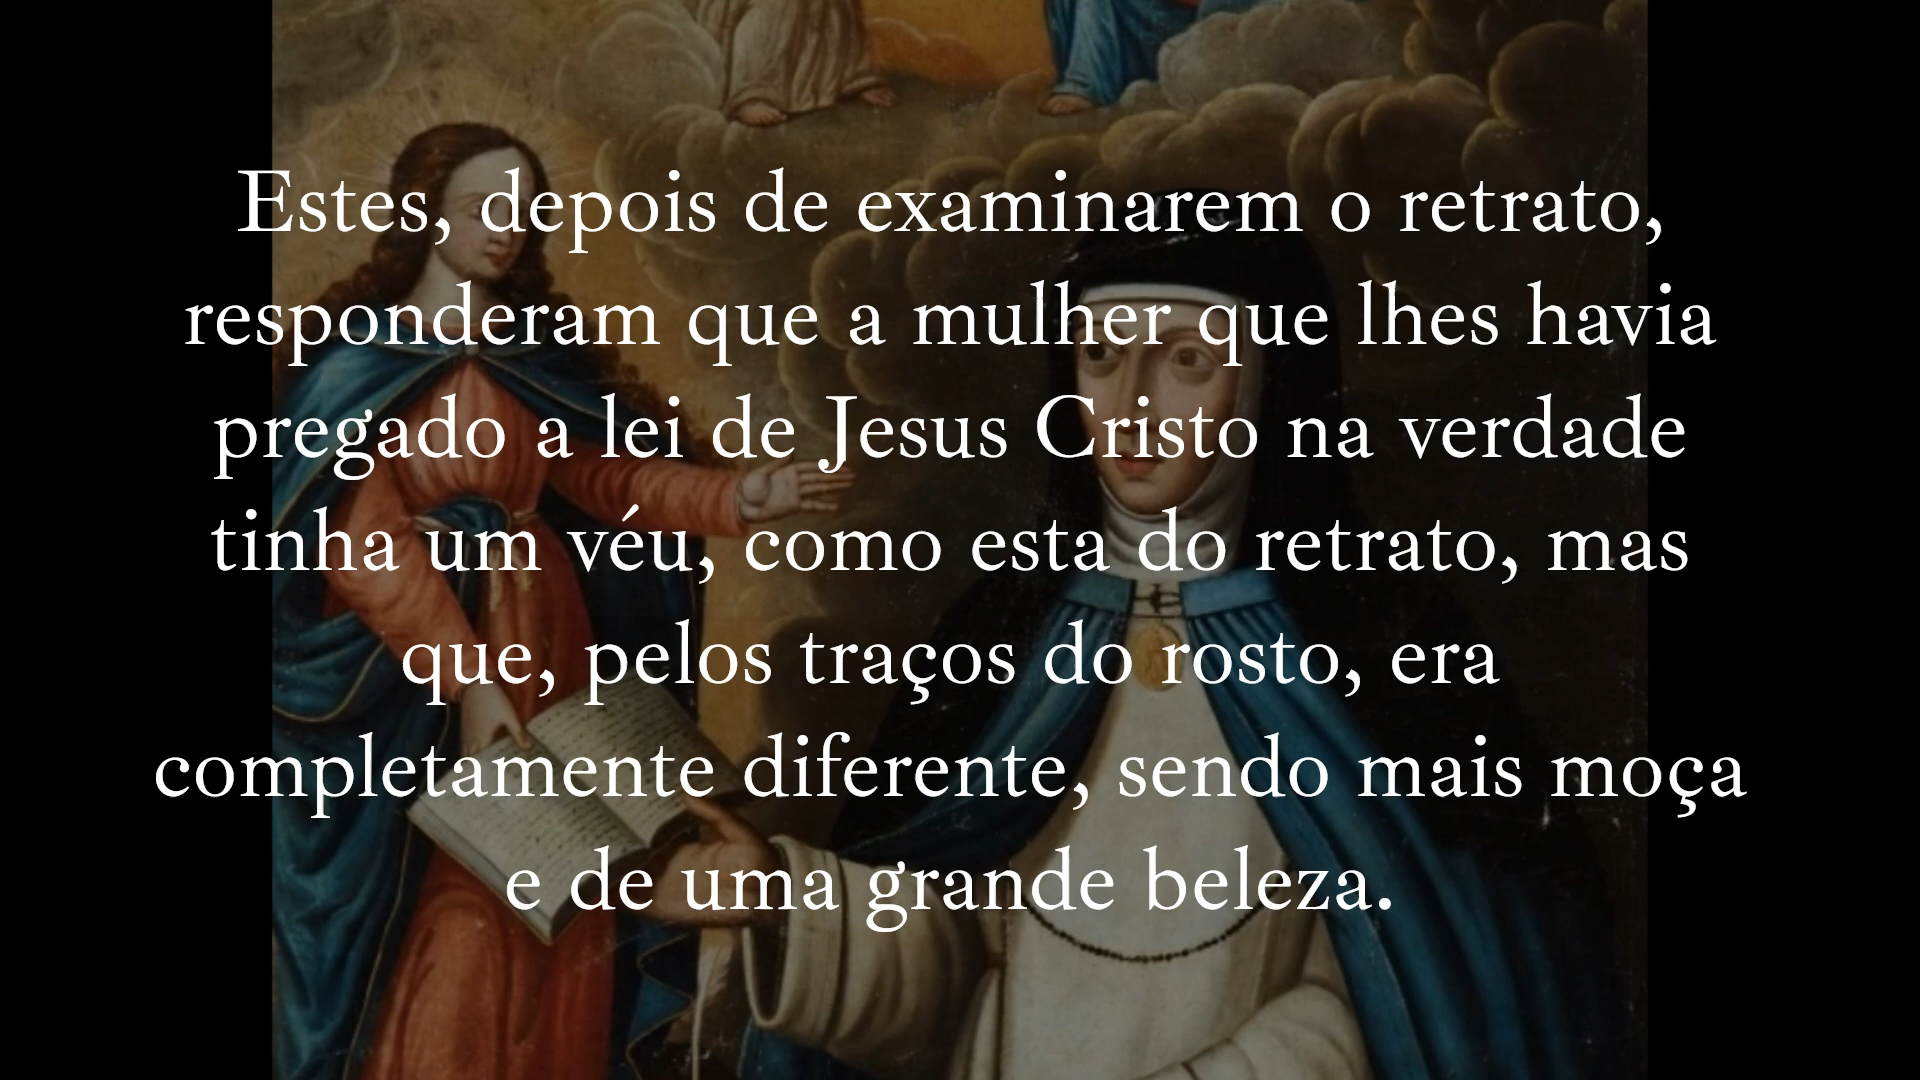 Estes, depois de examinarem o retrato,
responderam que a mulher que lhes havia
pregado a lei de Jesus Cristo na verdade
tinha um véu, como esta do retrato, mas
que, pelos traços do rosto, era
completamente diferente, sendo mais moça
e de uma grande beleza.